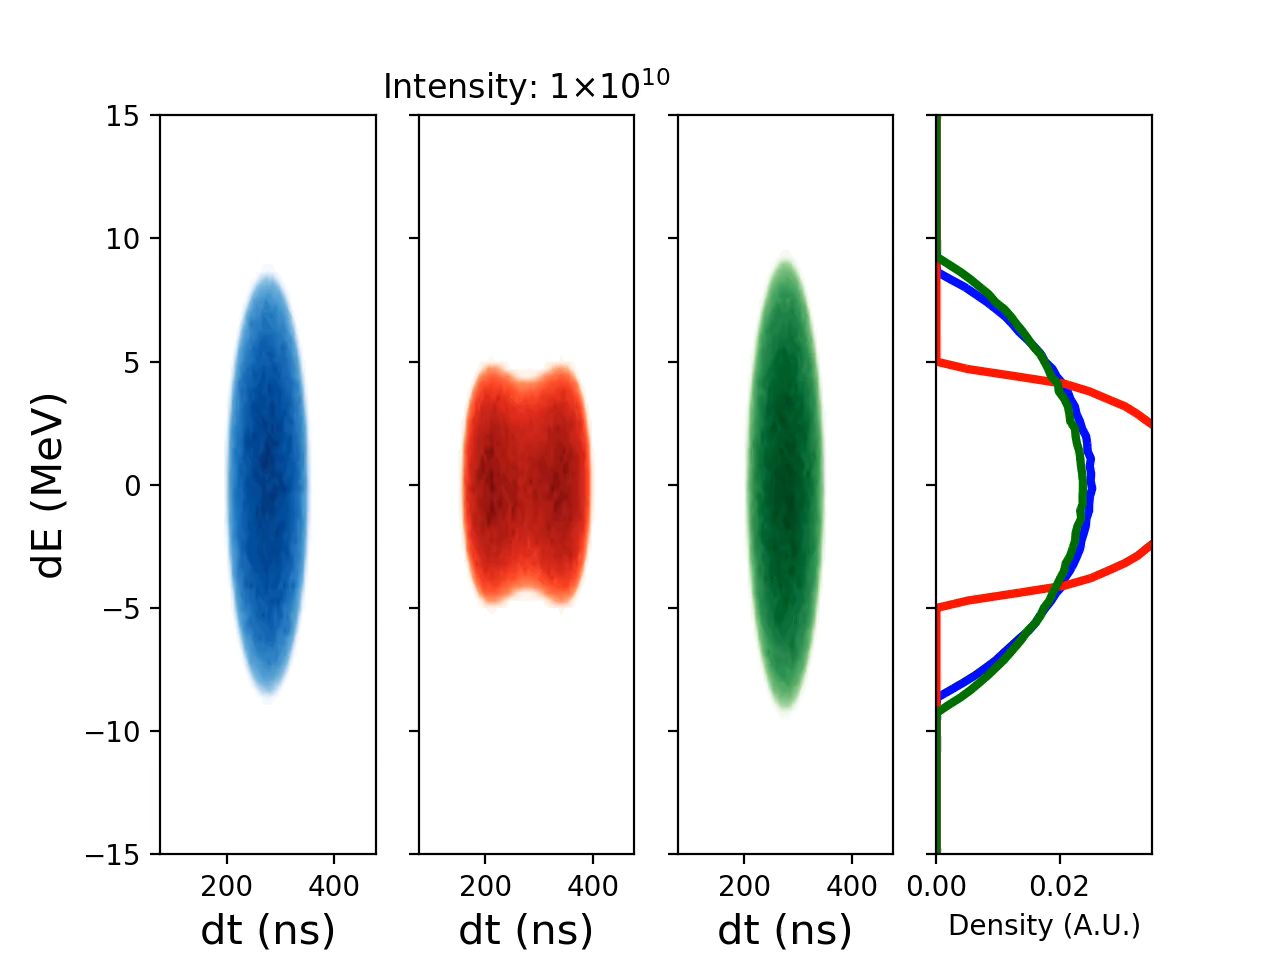 Intensity: 1×10¹⁰
15
10
5
0
−5
−10
−15
dE (MeV)
200 400
200 400
200 400
0.00 0.02
dt (ns)
dt (ns)
dt (ns)
Density (A.U.)